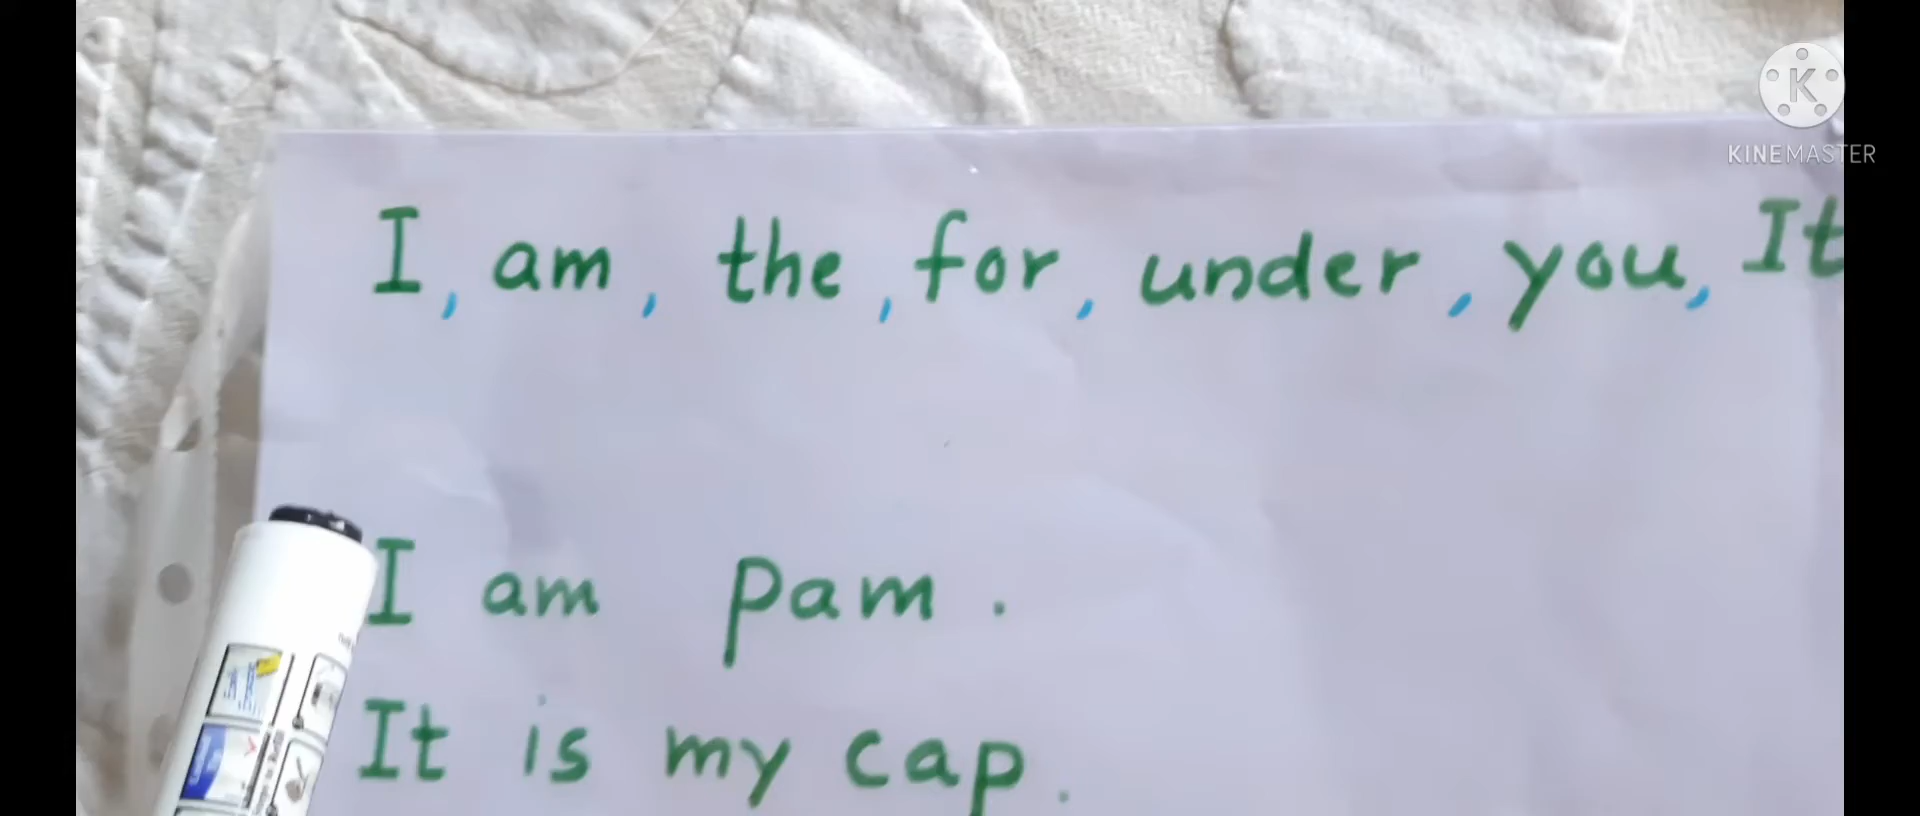 KINEMASTER
I, am, the, for, under, you, It
I am pam.
It is my cap.